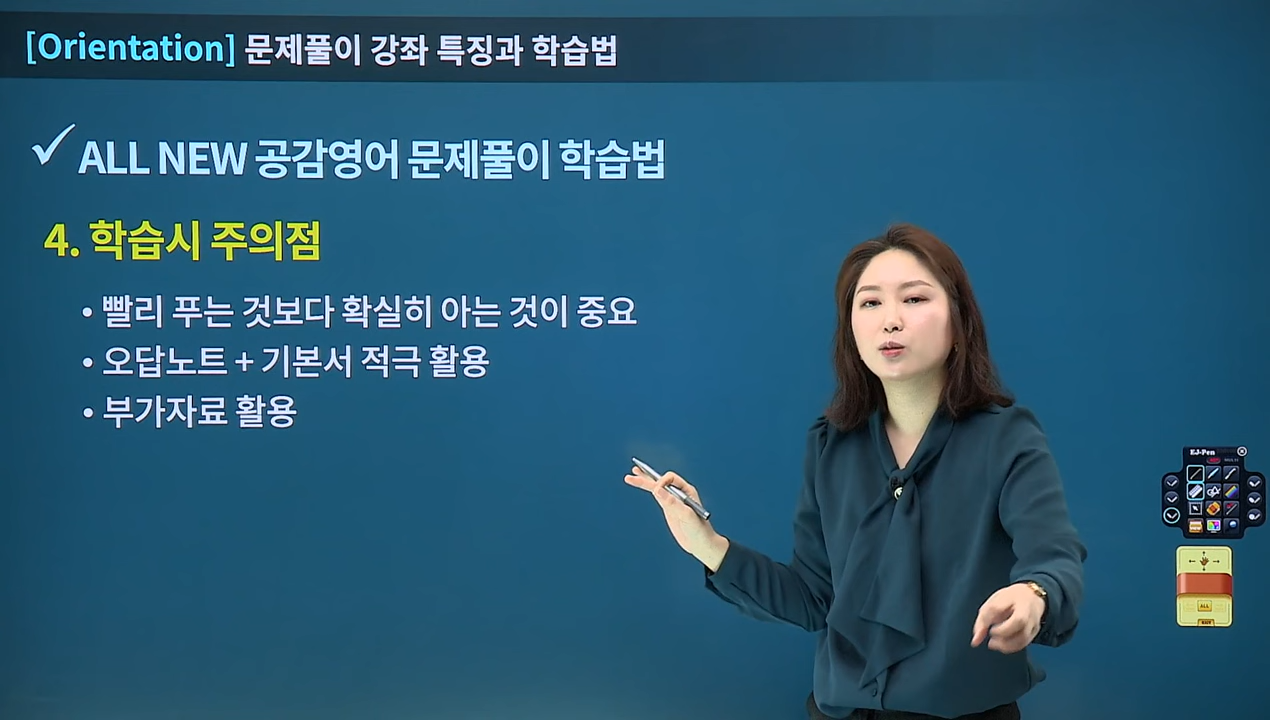 [Orientation] 문제풀이 강좌 특징과 학습법
✓ ALL NEW 공감영어 문제풀이 학습법
4. 학습시 주의점
• 빨리 푸는 것보다 확실히 아는 것이 중요
• 오답노트 + 기본서 적극 활용
• 부가자료 활용
EJ-Pen
ALL